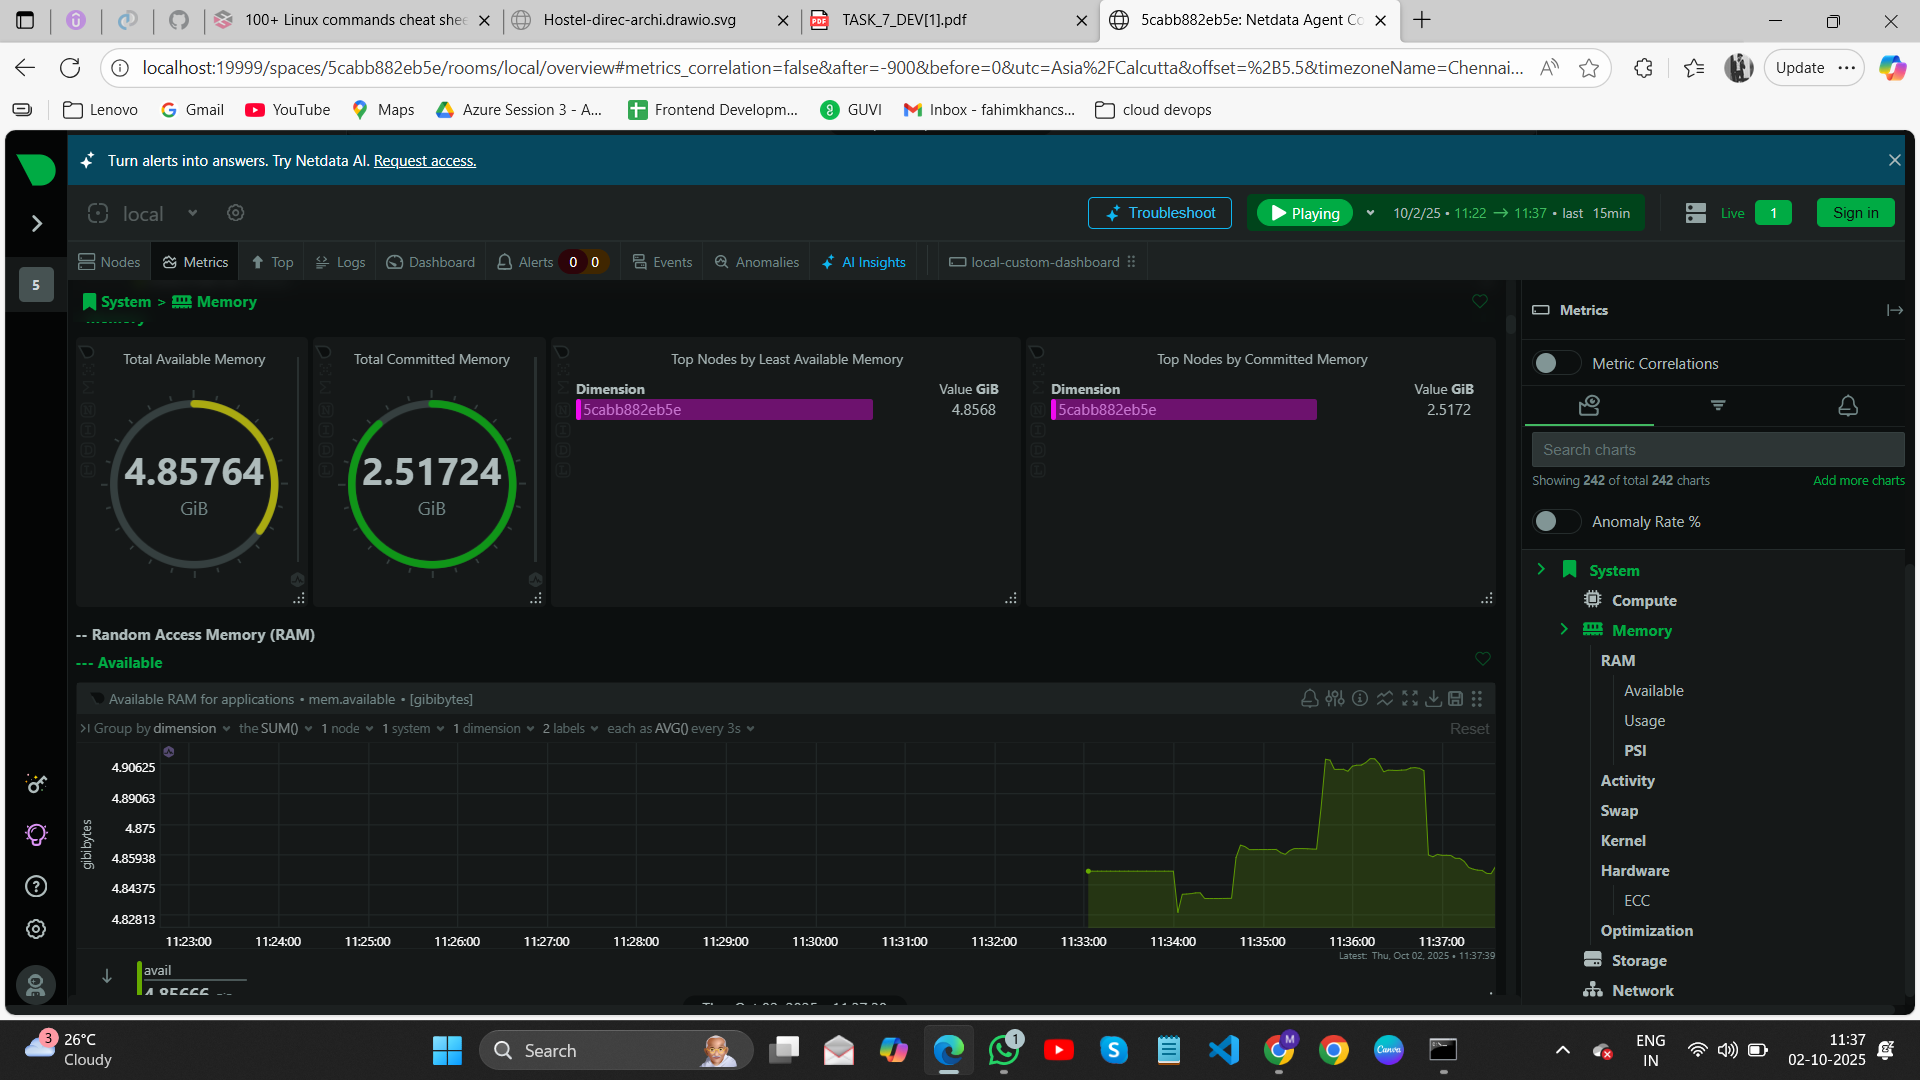 100+ Linux commands cheat shee
Hostel-direc-archi.drawio.svg
TASK_7_DEV[1].pdf
5cabb882eb5e: Netdata Agent Co
localhost:19999/spaces/5cabb882eb5e/rooms/local/overview#metrics_correlation=false&after=-900&before=0&utc=Asia%2FCalcutta&offset=%2B5.5&timezoneName=Chennai...
Update
Lenovo
Gmail
YouTube
Maps
Azure Session 3 - A...
Frontend Developm...
GUVI
Inbox - fahimkhancs...
cloud devops
Turn alerts into answers. Try Netdata AI. Request access.
local
Troubleshoot
Playing
10/2/25 • 11:22 → 11:37 • last 15min
Live
1
Sign in
Nodes
Metrics
Top
Logs
Dashboard
Alerts 0 0
Events
Anomalies
AI Insights
local-custom-dashboard
5
System > Memory
Total Available Memory
4.85764
GiB
Total Committed Memory
2.51724
GiB
Top Nodes by Least Available Memory
Dimension Value GiB
5cabb882eb5e 4.8568
Top Nodes by Committed Memory
Dimension Value GiB
5cabb882eb5e 2.5172
-- Random Access Memory (RAM)
--- Available
Available RAM for applications • mem.available • [gibibytes]
Group by dimension the SUM() 1 node 1 system 1 dimension 2 labels each as AVG() every 3s
Reset
gibibytes
4.90625
4.89063
4.875
4.85938
4.84375
4.82813
11:23:00 11:24:00 11:25:00 11:26:00 11:27:00 11:28:00 11:29:00 11:30:00 11:31:00 11:32:00 11:33:00 11:34:00 11:35:00 11:36:00 11:37:00
Latest: Thu, Oct 02, 2025 • 11:37:39
avail
4.85666
Metrics
Metric Correlations
Search charts
Showing 242 of total 242 charts
Add more charts
Anomaly Rate %
System
Compute
Memory
RAM
Available
Usage
PSI
Activity
Swap
Kernel
Hardware
ECC
Optimization
Storage
Network
3
26°C
Cloudy
Search
1
M
Canva
ENG
IN
11:37
02-10-2025